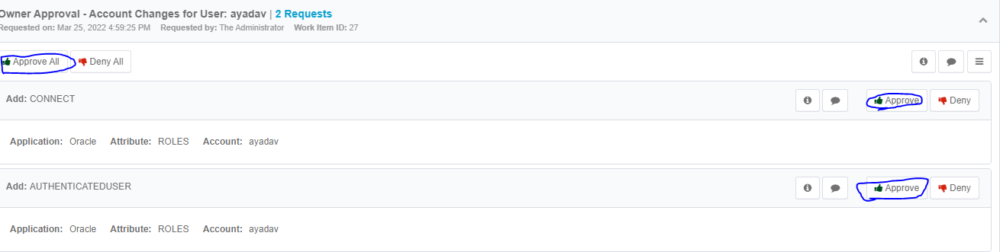 Owner Approval - Account Changes for User: ayadav | 2 Requests
Requested on: Mar 25, 2022 4:59:25 PM Requested by: The Administrator Work Item ID: 27
Approve All Deny All
Add: CONNECT Approve Deny
Application: Oracle Attribute: ROLES Account: ayadav
Add: AUTHENTICATEDUSER Approve Deny
Application: Oracle Attribute: ROLES Account: ayadav